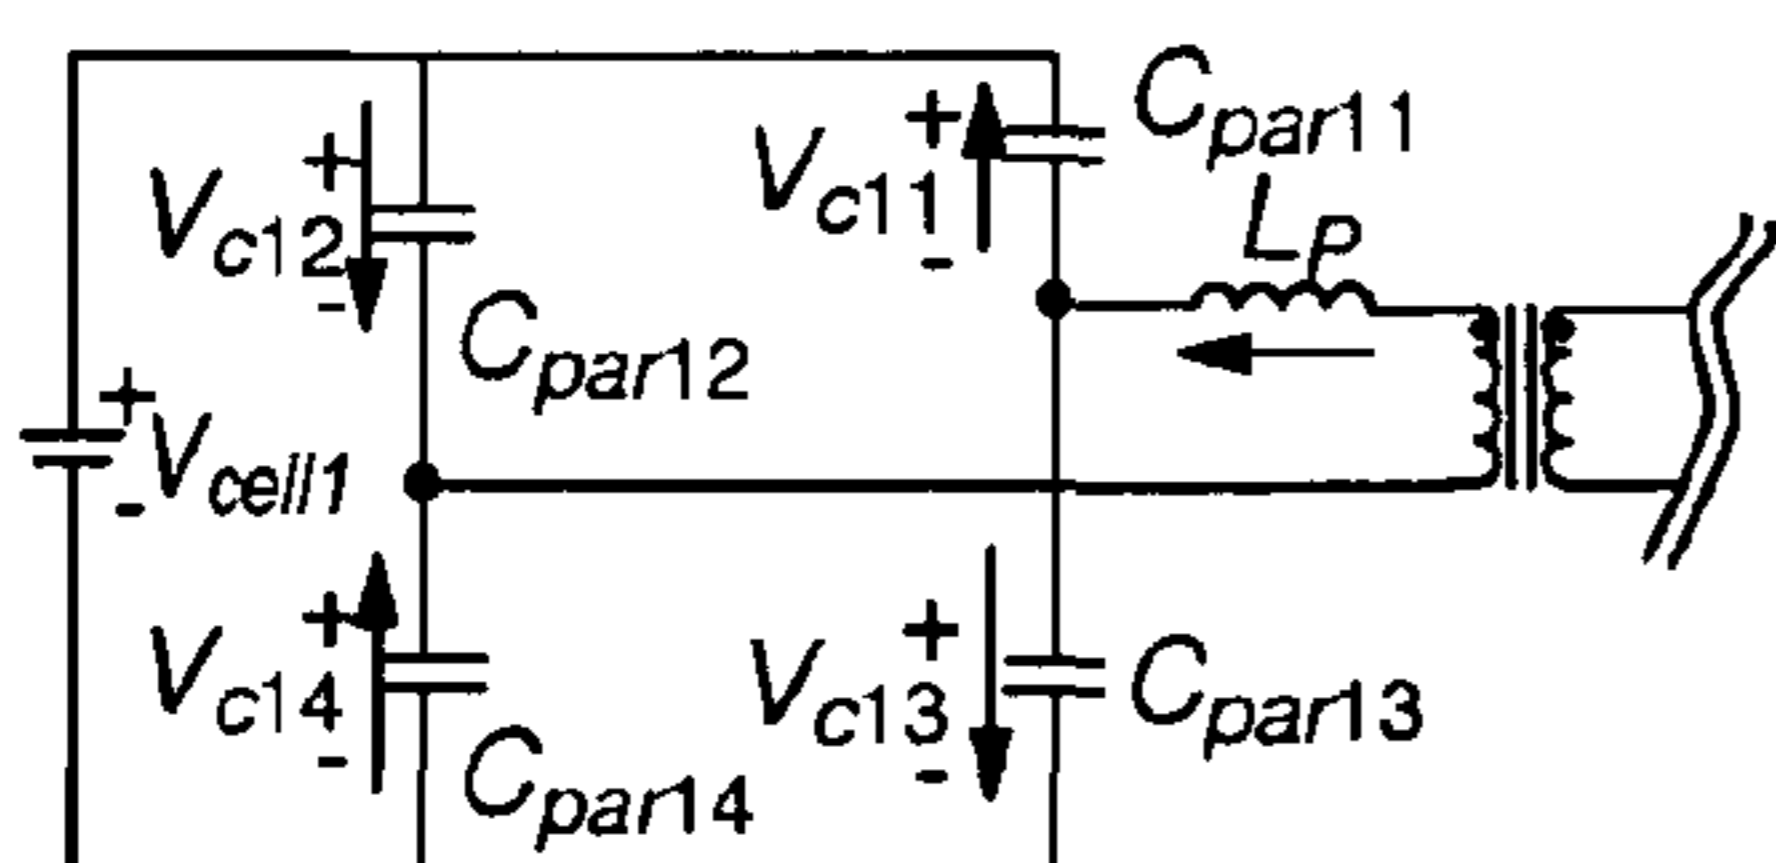 + Cpar11
+ Vc11 -
Vc12 -
LP
Cpar12
+
Vcell1
-
+ +
Vc14 Vc13 Cpar13
- -
Cpar14